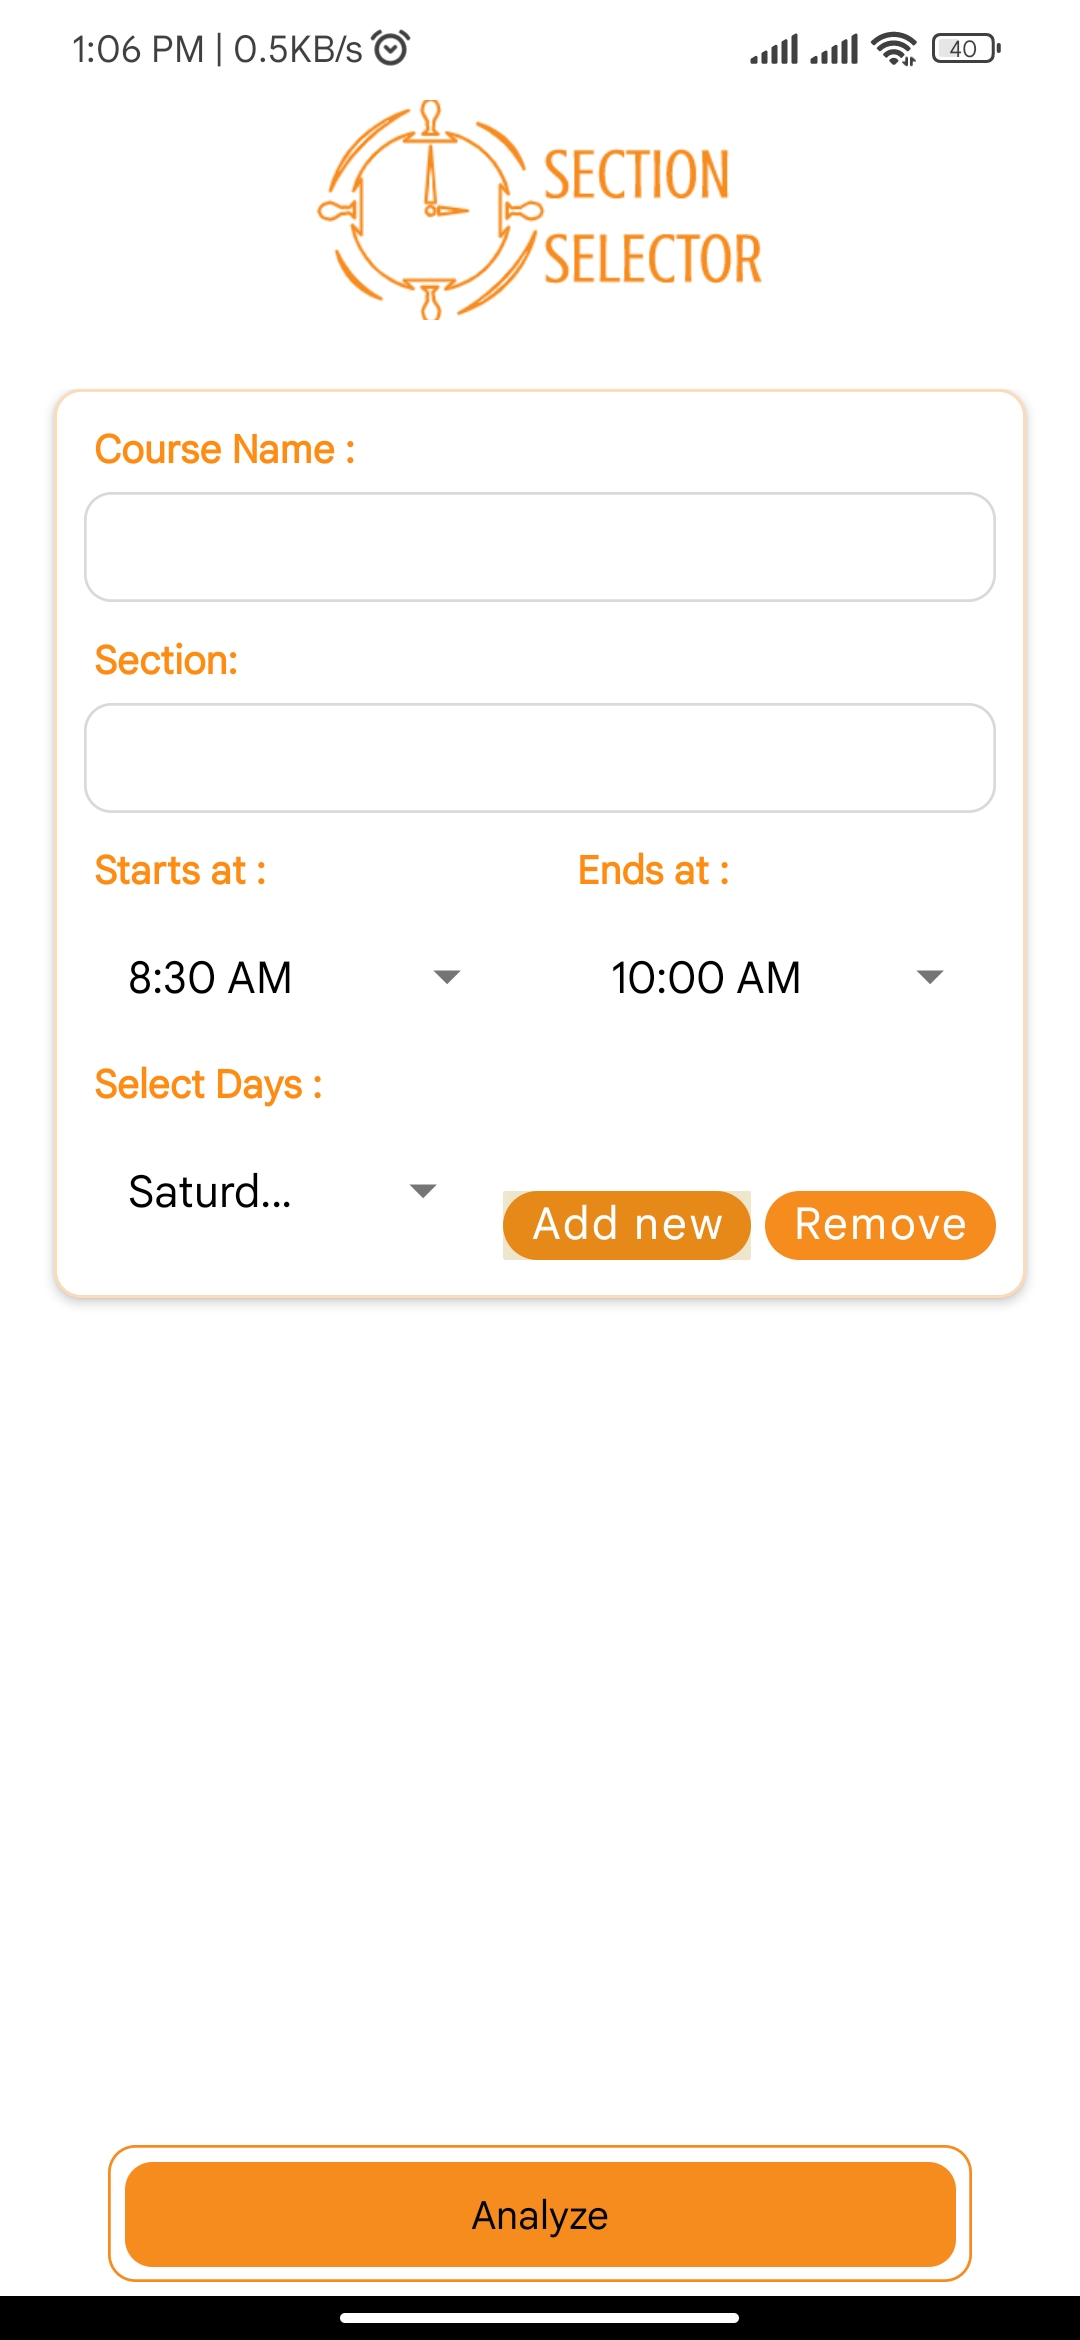 1:06 PM | 0.5KB/s
40
SECTION
SELECTOR
Course Name :
Section:
Starts at :
Ends at :
8:30 AM
10:00 AM
Select Days :
Saturd...
Add new
Remove
Analyze